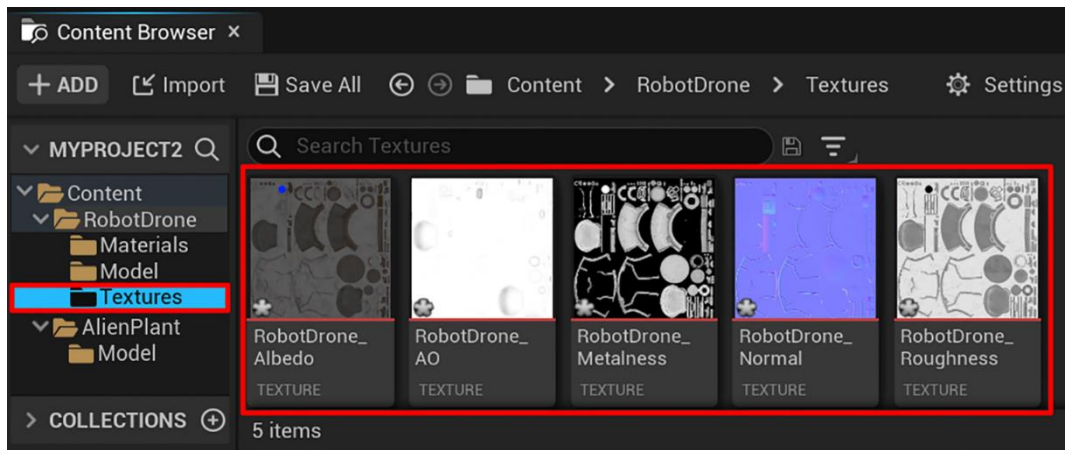 Content Browser ×
+ ADD Import Save All Content > RobotDrone > Textures Settings
MYPROJECT2
Search Textures
Content
RobotDrone
Materials
Model
Textures
AlienPlant
Model
COLLECTIONS
RobotDrone_
Albedo
TEXTURE
RobotDrone_
AO
TEXTURE
RobotDrone_
Metalness
TEXTURE
RobotDrone_
Normal
TEXTURE
RobotDrone_
Roughness
TEXTURE
5 items